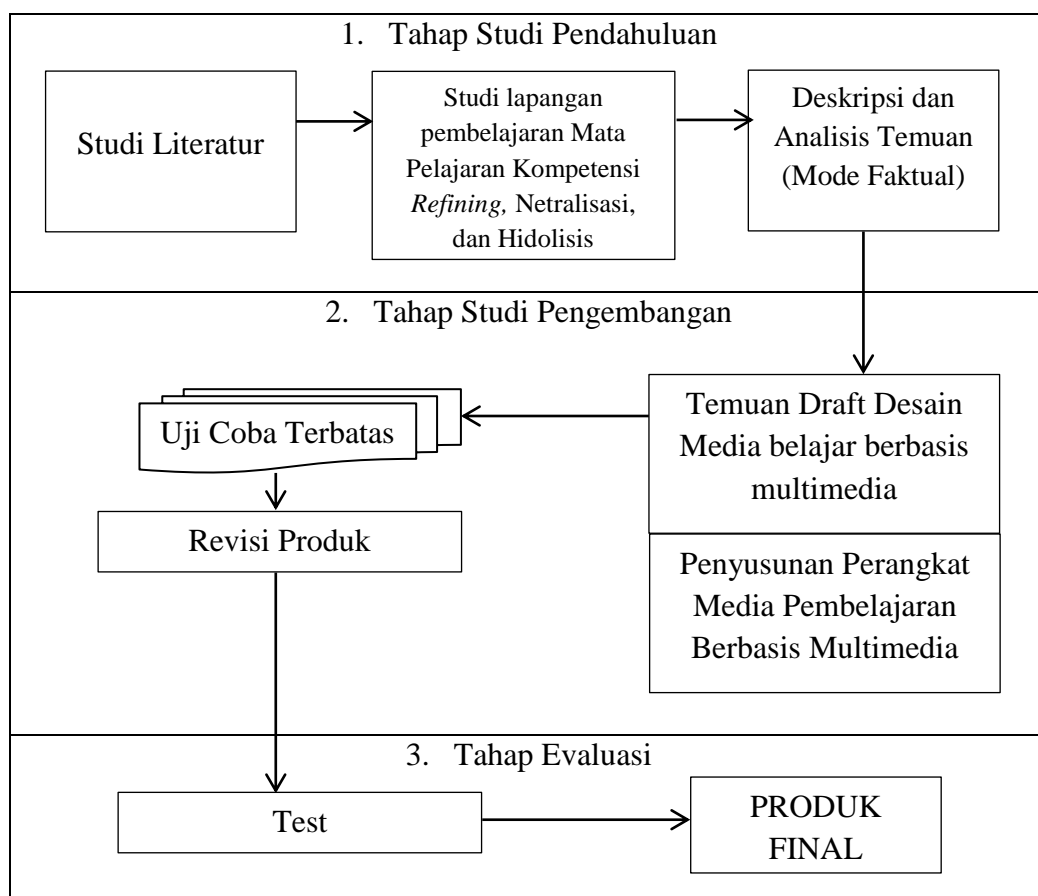 1. Tahap Studi Pendahuluan
Studi Literatur
Studi lapangan
pembelajaran Mata
Pelajaran Kompetensi
Refining, Netralisasi,
dan Hidolisis
Deskripsi dan
Analisis Temuan
(Mode Faktual)
2. Tahap Studi Pengembangan
Uji Coba Terbatas
Revisi Produk
Temuan Draft Desain
Media belajar berbasis
multimedia
Penyusunan Perangkat
Media Pembelajaran
Berbasis Multimedia
3. Tahap Evaluasi
Test
PRODUK
FINAL